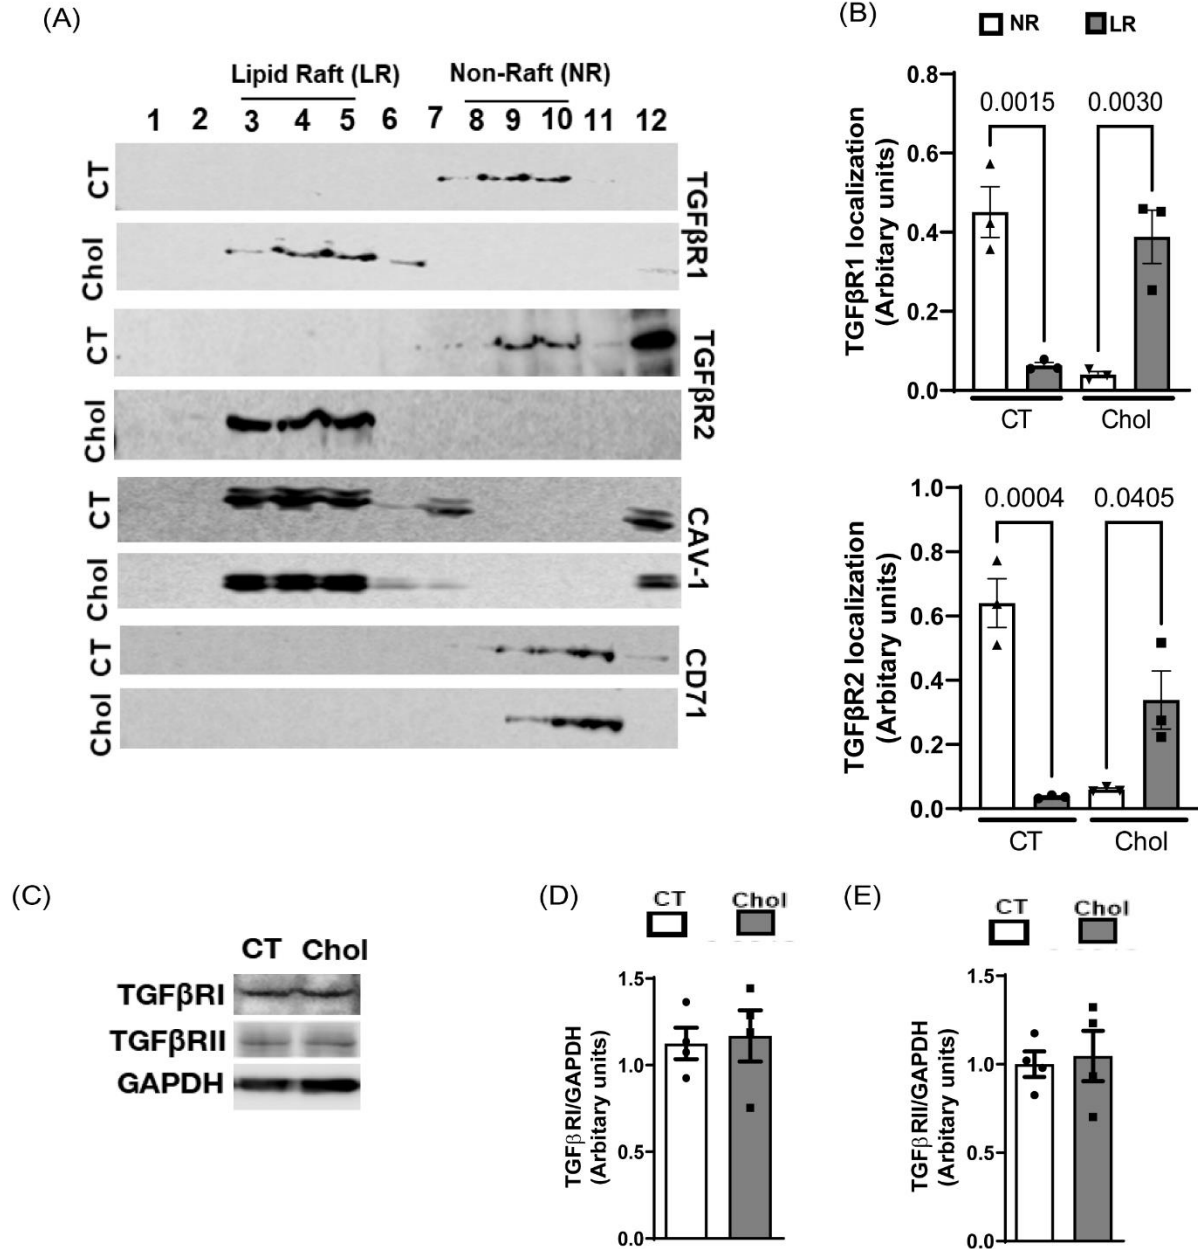 (A)
Lipid Raft (LR) Non-Raft (NR)
1 2 3 4 5 6 7 8 9 10 11 12
CT
Chol
TGFβR1
CT
Chol
TGFβR2
CT
Chol
CAV-1
CT
Chol
CD71
(B)
NR LR
TGFβR1 localization
(Arbitary units)
0.8
0.6
0.4
0.2
0.0
0.0015 0.0030
CT Chol
TGFβR2 localization
(Arbitary units)
1.0
0.8
0.6
0.4
0.2
0.0
0.0004 0.0405
CT Chol
(C)
CT Chol
TGFβRI
TGFβRII
GAPDH
(D)
CT Chol
TGFβRI/GAPDH
(Arbitary units)
1.5
1.0
0.5
0.0
(E)
CT Chol
TGFβRII/GAPDH
(Arbitary units)
1.5
1.0
0.5
0.0